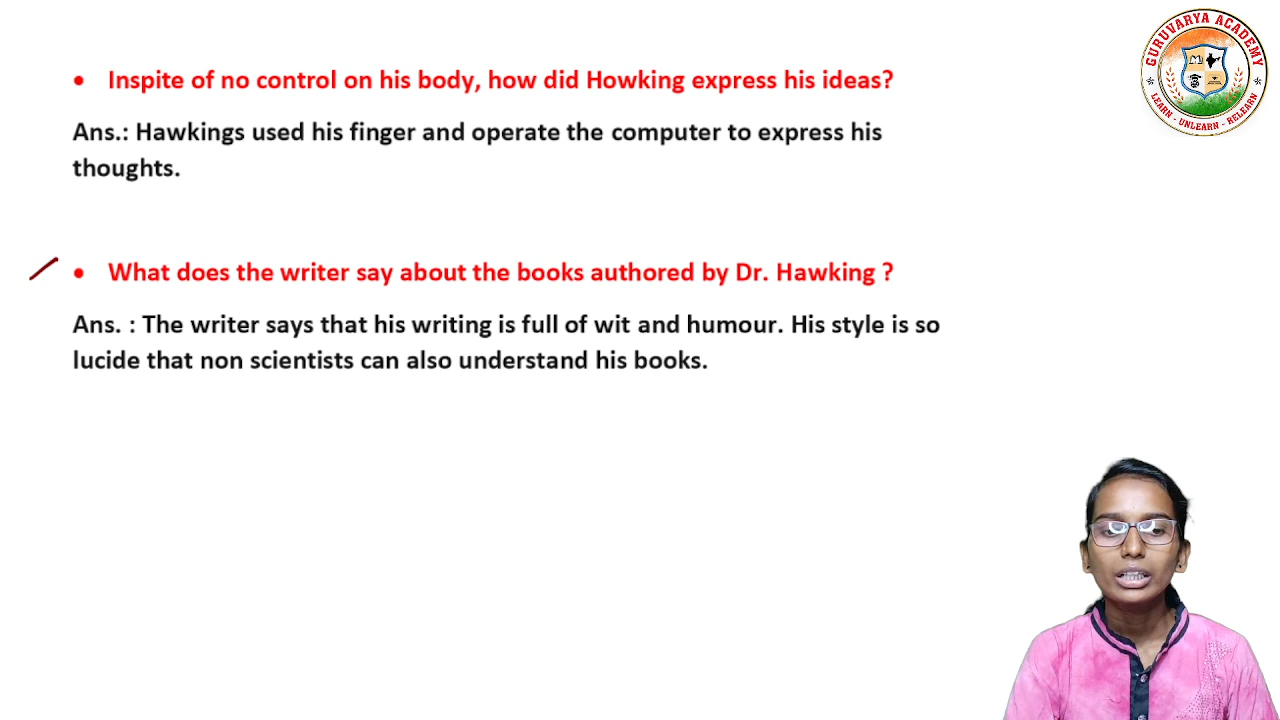 • Inspite of no control on his body, how did Howking express his ideas?
Ans.: Hawkings used his finger and operate the computer to express his
thoughts.
• What does the writer say about the books authored by Dr. Hawking ?
Ans. : The writer says that his writing is full of wit and humour. His style is so
lucide that non scientists can also understand his books.
GURUVARYA ACADEMY
LEARN - UNLEARN - RELEARN